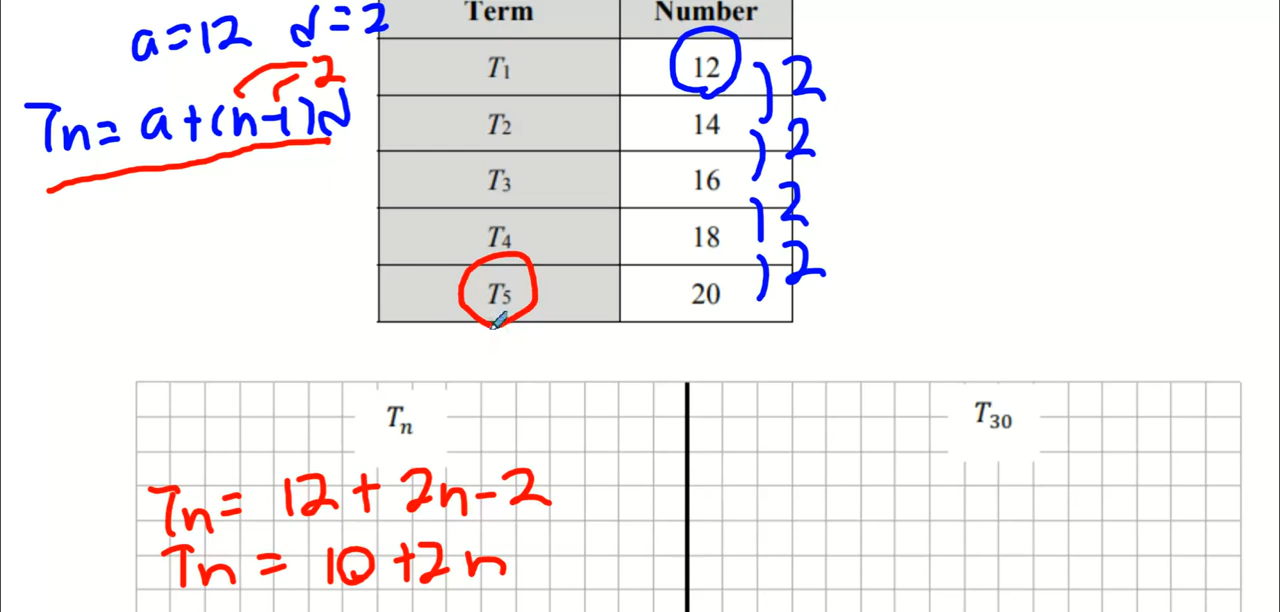 a=12 d=2
Tn= a+(n-1)d
2
Term Number
T1 12
T2 14
T3 16
T4 18
T5 20
2
2
2
2
Tn T30
Tn= 12+ 2n-2
Tn = 10+2n